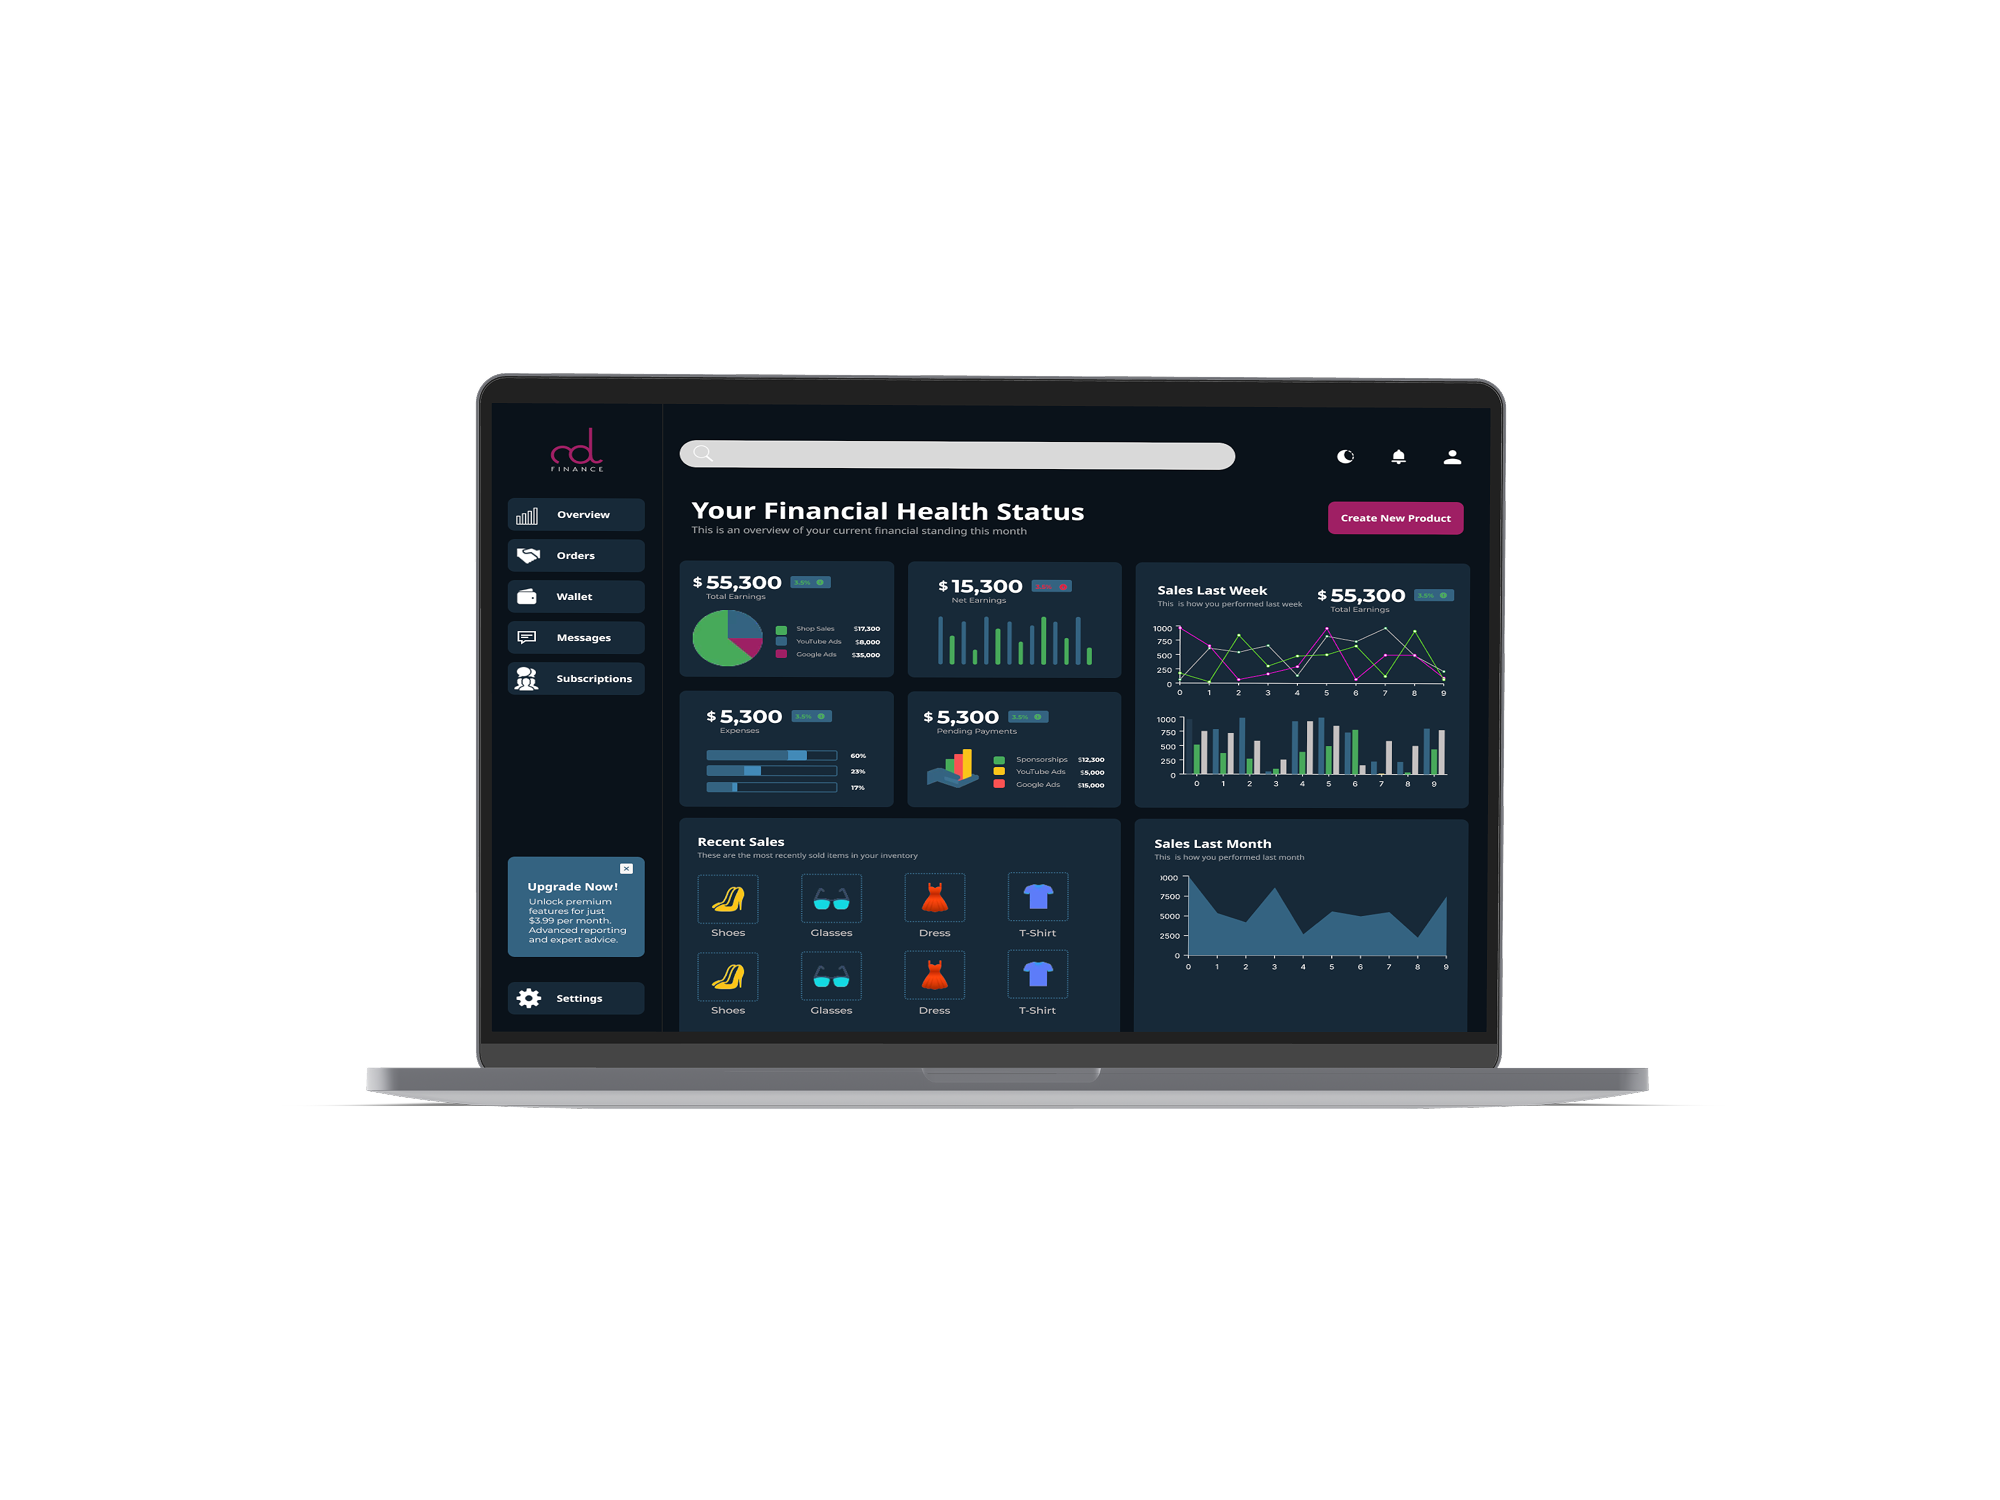 FINANCE
Overview
Orders
Wallet
Messages
Subscriptions
Upgrade Now!
Unlock premium
features for just
$3.99 per month.
Advanced reporting
and expert advice.
Settings
Your Financial Health Status
This is an overview of your current financial standing this month
Create New Product
$ 55,300 3.5%
Total Earnings
Shop Sales $17,300
YouTube Ads $8,000
Google Ads $35,000
$ 15,300
Net Earnings
$ 5,300 3.5%
Expenses
60%
23%
17%
$ 5,300 3.5%
Pending Payments
Sponsorships $12,300
YouTube Ads $5,000
Google Ads $15,000
Sales Last Week
This is how you performed last week
$ 55,300 3.5%
Total Earnings
1000
750
500
250
0
0 1 2 3 4 5 6 7 8 9
1000
750
500
250
0
0 1 2 3 4 5 6 7 8 9
Recent Sales
These are the most recently sold items in your inventory
Shoes Glasses Dress T-Shirt
Shoes Glasses Dress T-Shirt
Sales Last Month
This is how you performed last month
7500
5000
2500
0
0 1 2 3 4 5 6 7 8 9